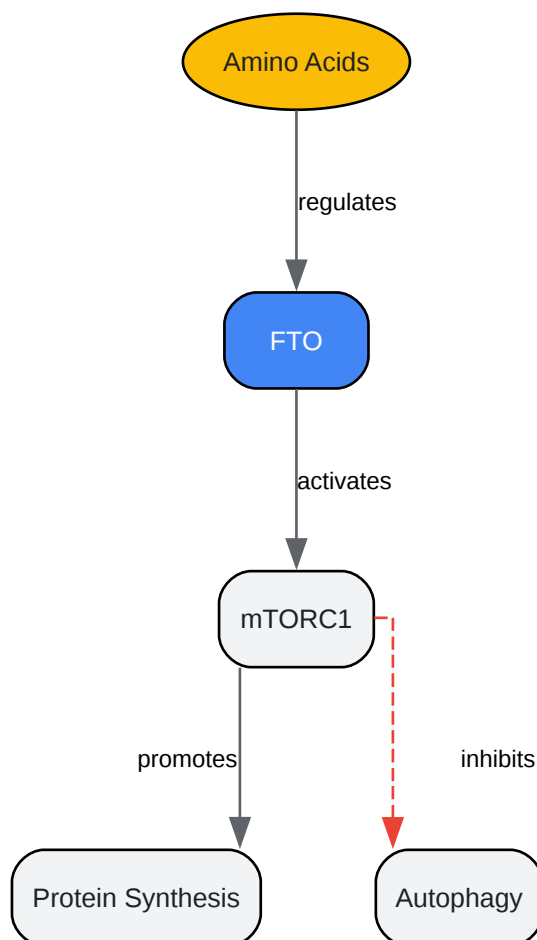 Amino Acids
regulates
FTO
activates
mTORC1
promotes
inhibits
Protein Synthesis
Autophagy